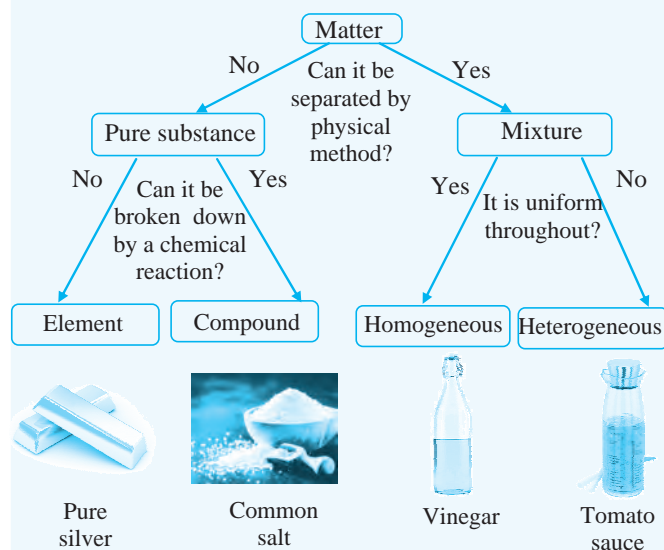 Matter
No
Can it be
separated by
physical
method?
Yes
Pure substance
Mixture
No
Can it be
broken down
by a chemical
reaction?
Yes
Yes
It is uniform
throughout?
No
Element
Compound
Homogeneous
Heterogeneous
Pure
silver
Common
salt
Vinegar
Tomato
sauce